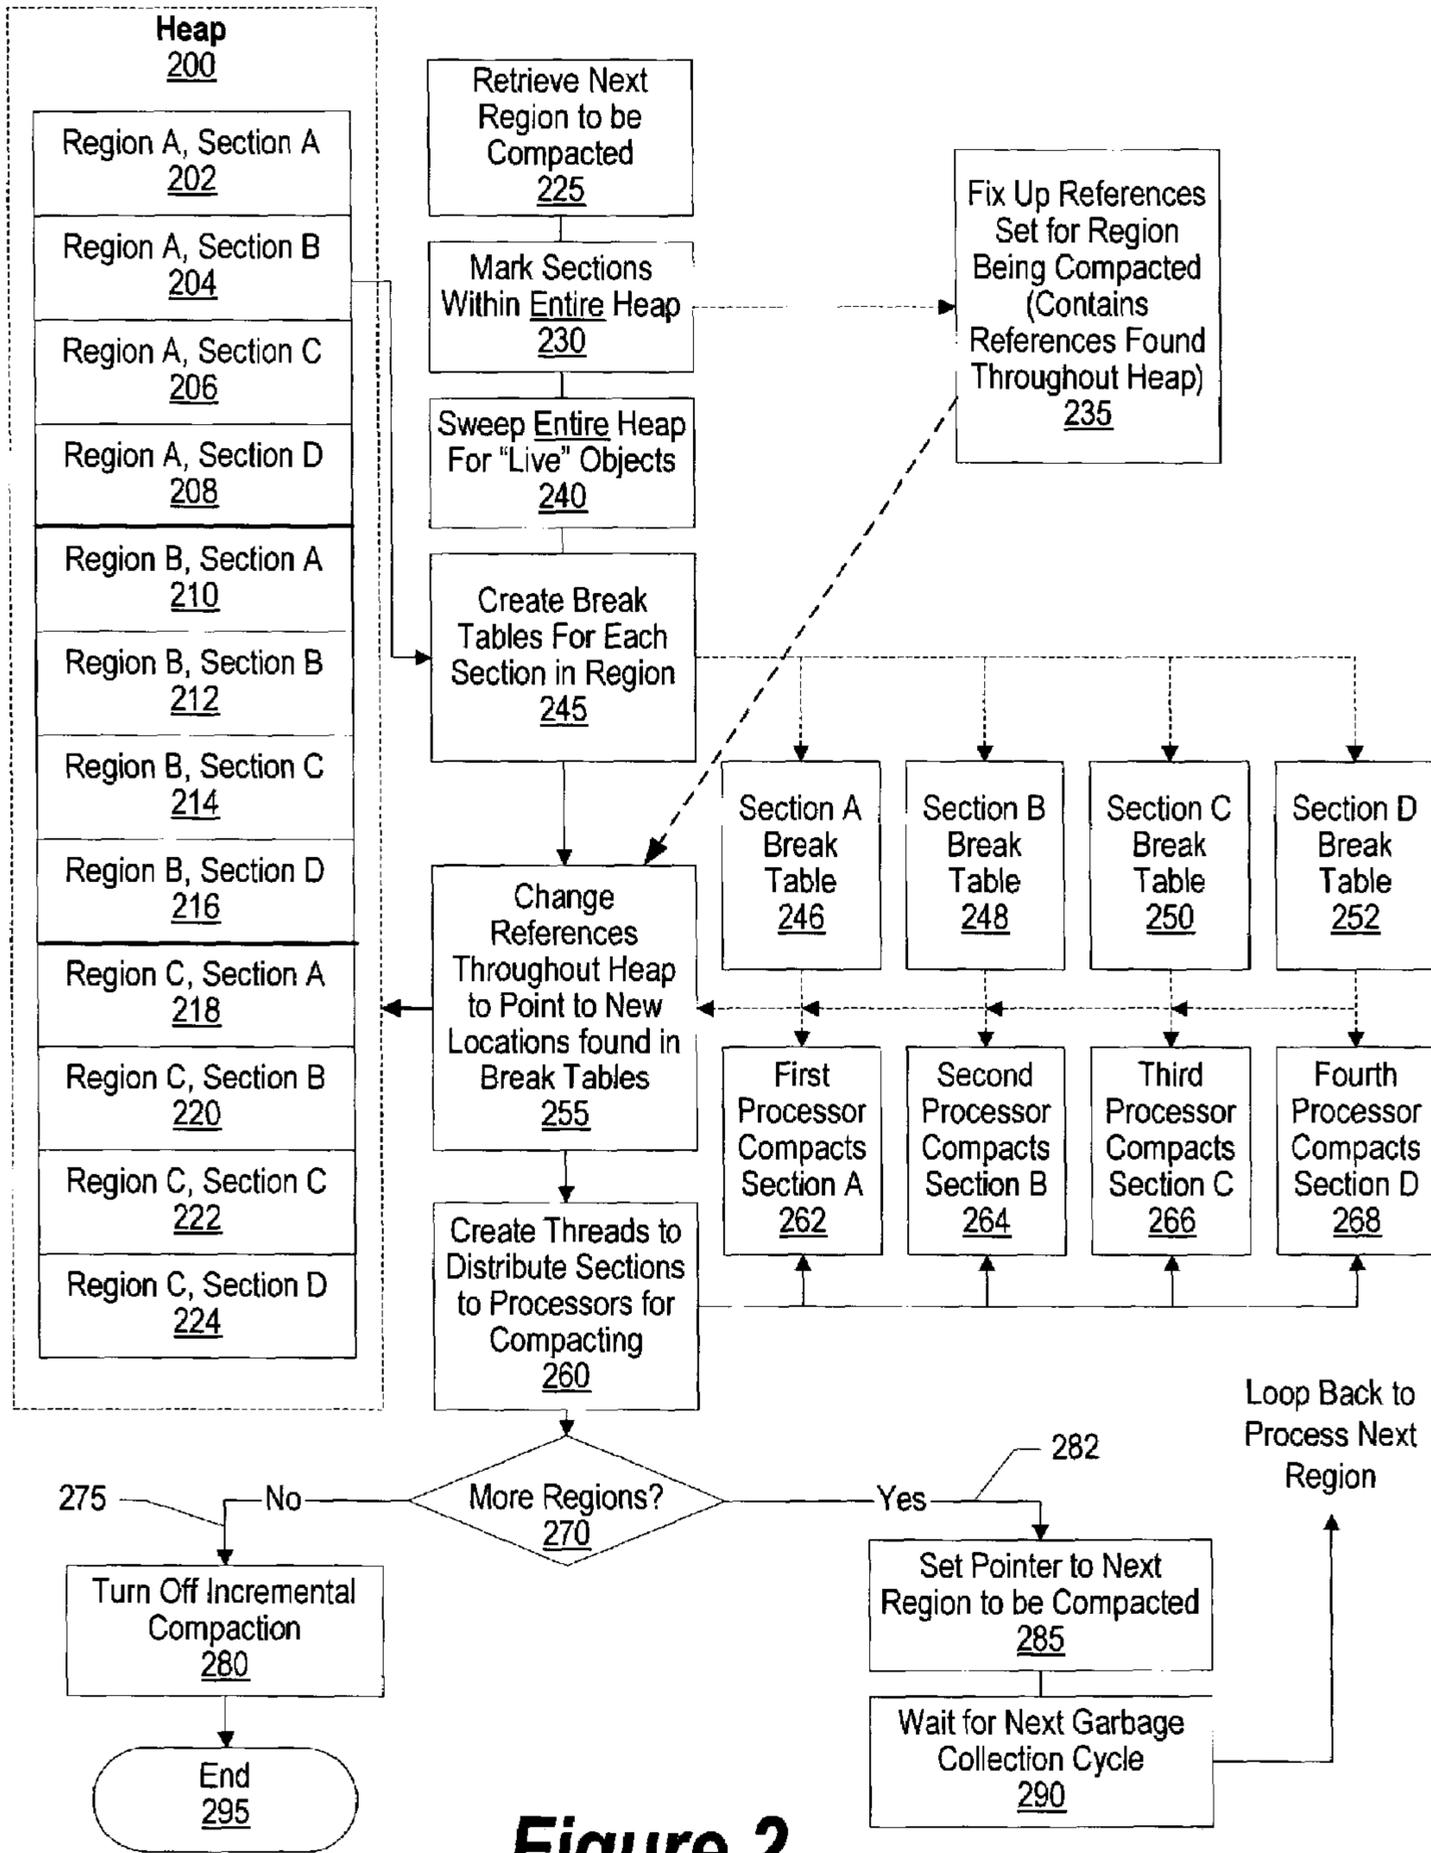 Heap
200
Region A, Section A
202
Region A, Section B
204
Region A, Section C
206
Region A, Section D
208
Region B, Section A
210
Region B, Section B
212
Region B, Section C
214
Region B, Section D
216
Region C, Section A
218
Region C, Section B
220
Region C, Section C
222
Region C, Section D
224
Retrieve Next
Region to be
Compacted
225
Mark Sections
Within Entire Heap
230
Fix Up References
Set for Region
Being Compacted
(Contains
References Found
Throughout Heap)
235
Sweep Entire Heap
For “Live” Objects
240
Create Break
Tables For Each
Section in Region
245
Section A
Break
Table
246
Section B
Break
Table
248
Section C
Break
Table
250
Section D
Break
Table
252
Change
References
Throughout Heap
to Point to New
Locations found in
Break Tables
255
First
Processor
Compacts
Section A
262
Second
Processor
Compacts
Section B
264
Third
Processor
Compacts
Section C
266
Fourth
Processor
Compacts
Section D
268
Create Threads to
Distribute Sections
to Processors for
Compacting
260
More Regions?
270
No
275
Turn Off Incremental
Compaction
280
End
295
Yes
282
Set Pointer to Next
Region to be Compacted
285
Wait for Next Garbage
Collection Cycle
290
Loop Back to
Process Next
Region
Figure 2